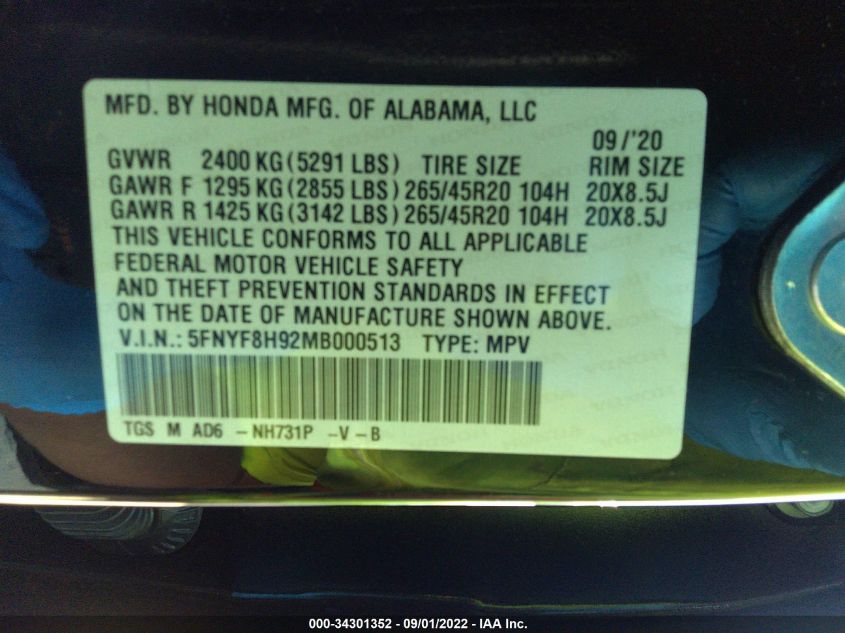 MFD. BY HONDA MFG. OF ALABAMA, LLC
09/'20
GVWR 2400 KG (5291 LBS) TIRE SIZE RIM SIZE
GAWR F 1295 KG (2855 LBS) 265/45R20 104H 20X8.5J
GAWR R 1425 KG (3142 LBS) 265/45R20 104H 20X8.5J
THIS VEHICLE CONFORMS TO ALL APPLICABLE
FEDERAL MOTOR VEHICLE SAFETY
AND THEFT PREVENTION STANDARDS IN EFFECT
ON THE DATE OF MANUFACTURE SHOWN ABOVE.
V.I.N.: 5FNYF8H92MB000513 TYPE: MPV
TGS M AD6 -NH731P -V-B
000-34301352 - 09/01/2022 - IAA Inc.